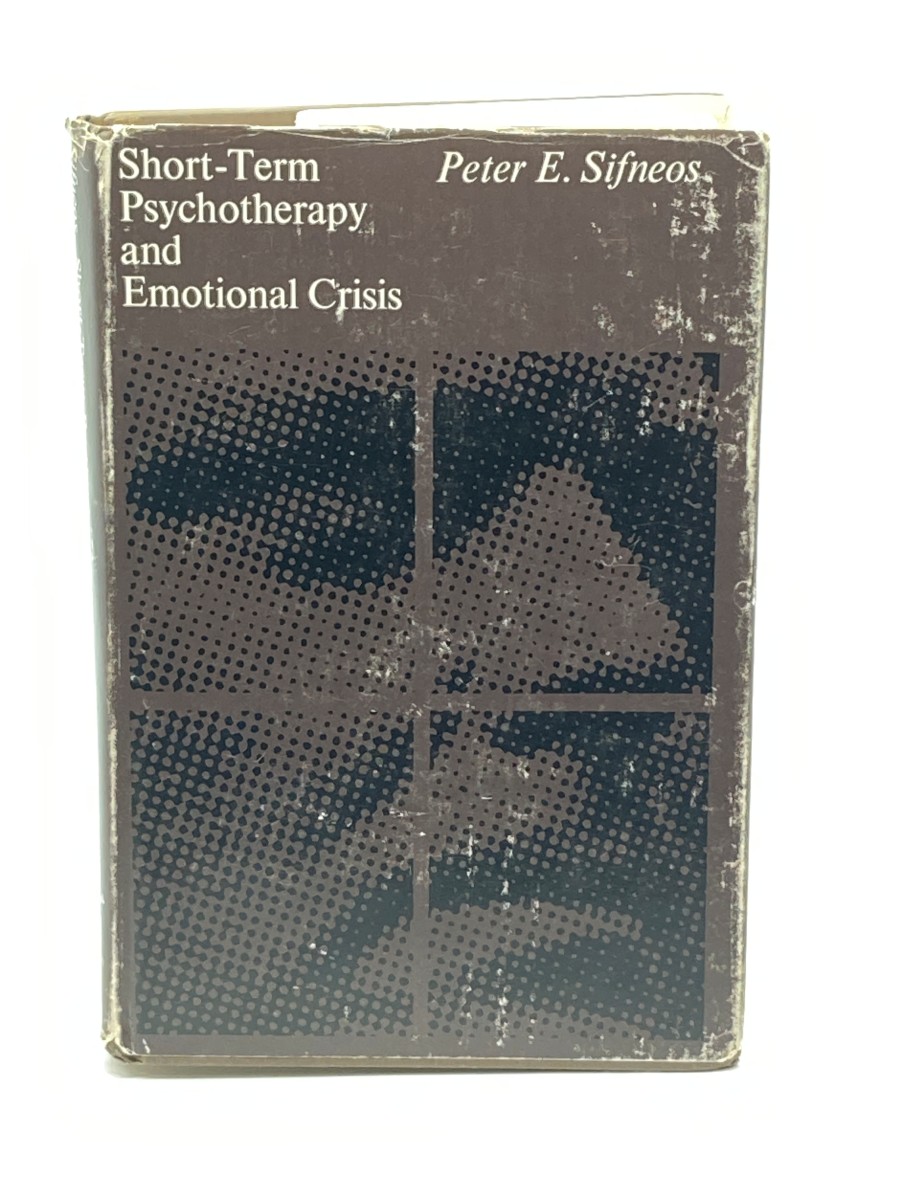 Short-Term
Psychotherapy
and
Emotional Crisis
Peter E. Sifneos